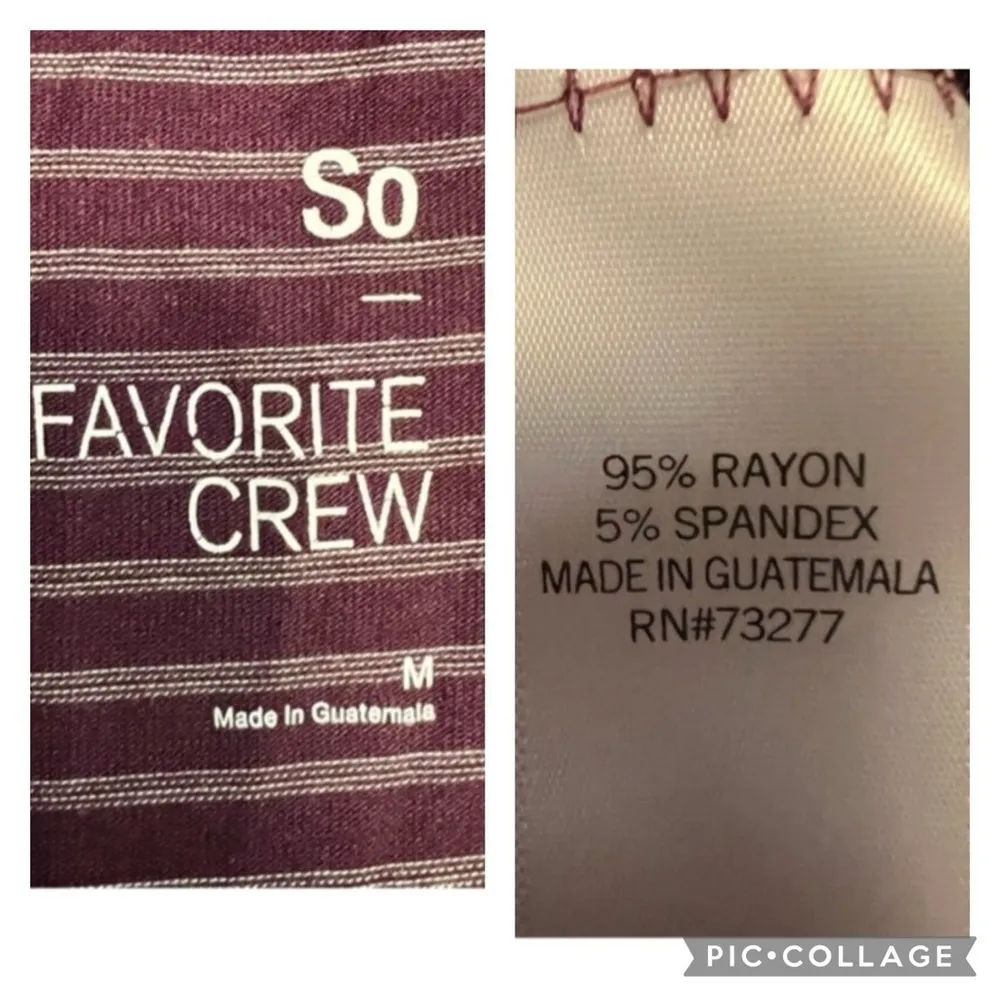 So
FAVORITE
CREW
M
Made In Guatemala
95% RAYON
5% SPANDEX
MADE IN GUATEMALA
RN#73277
PIC•COLLAGE